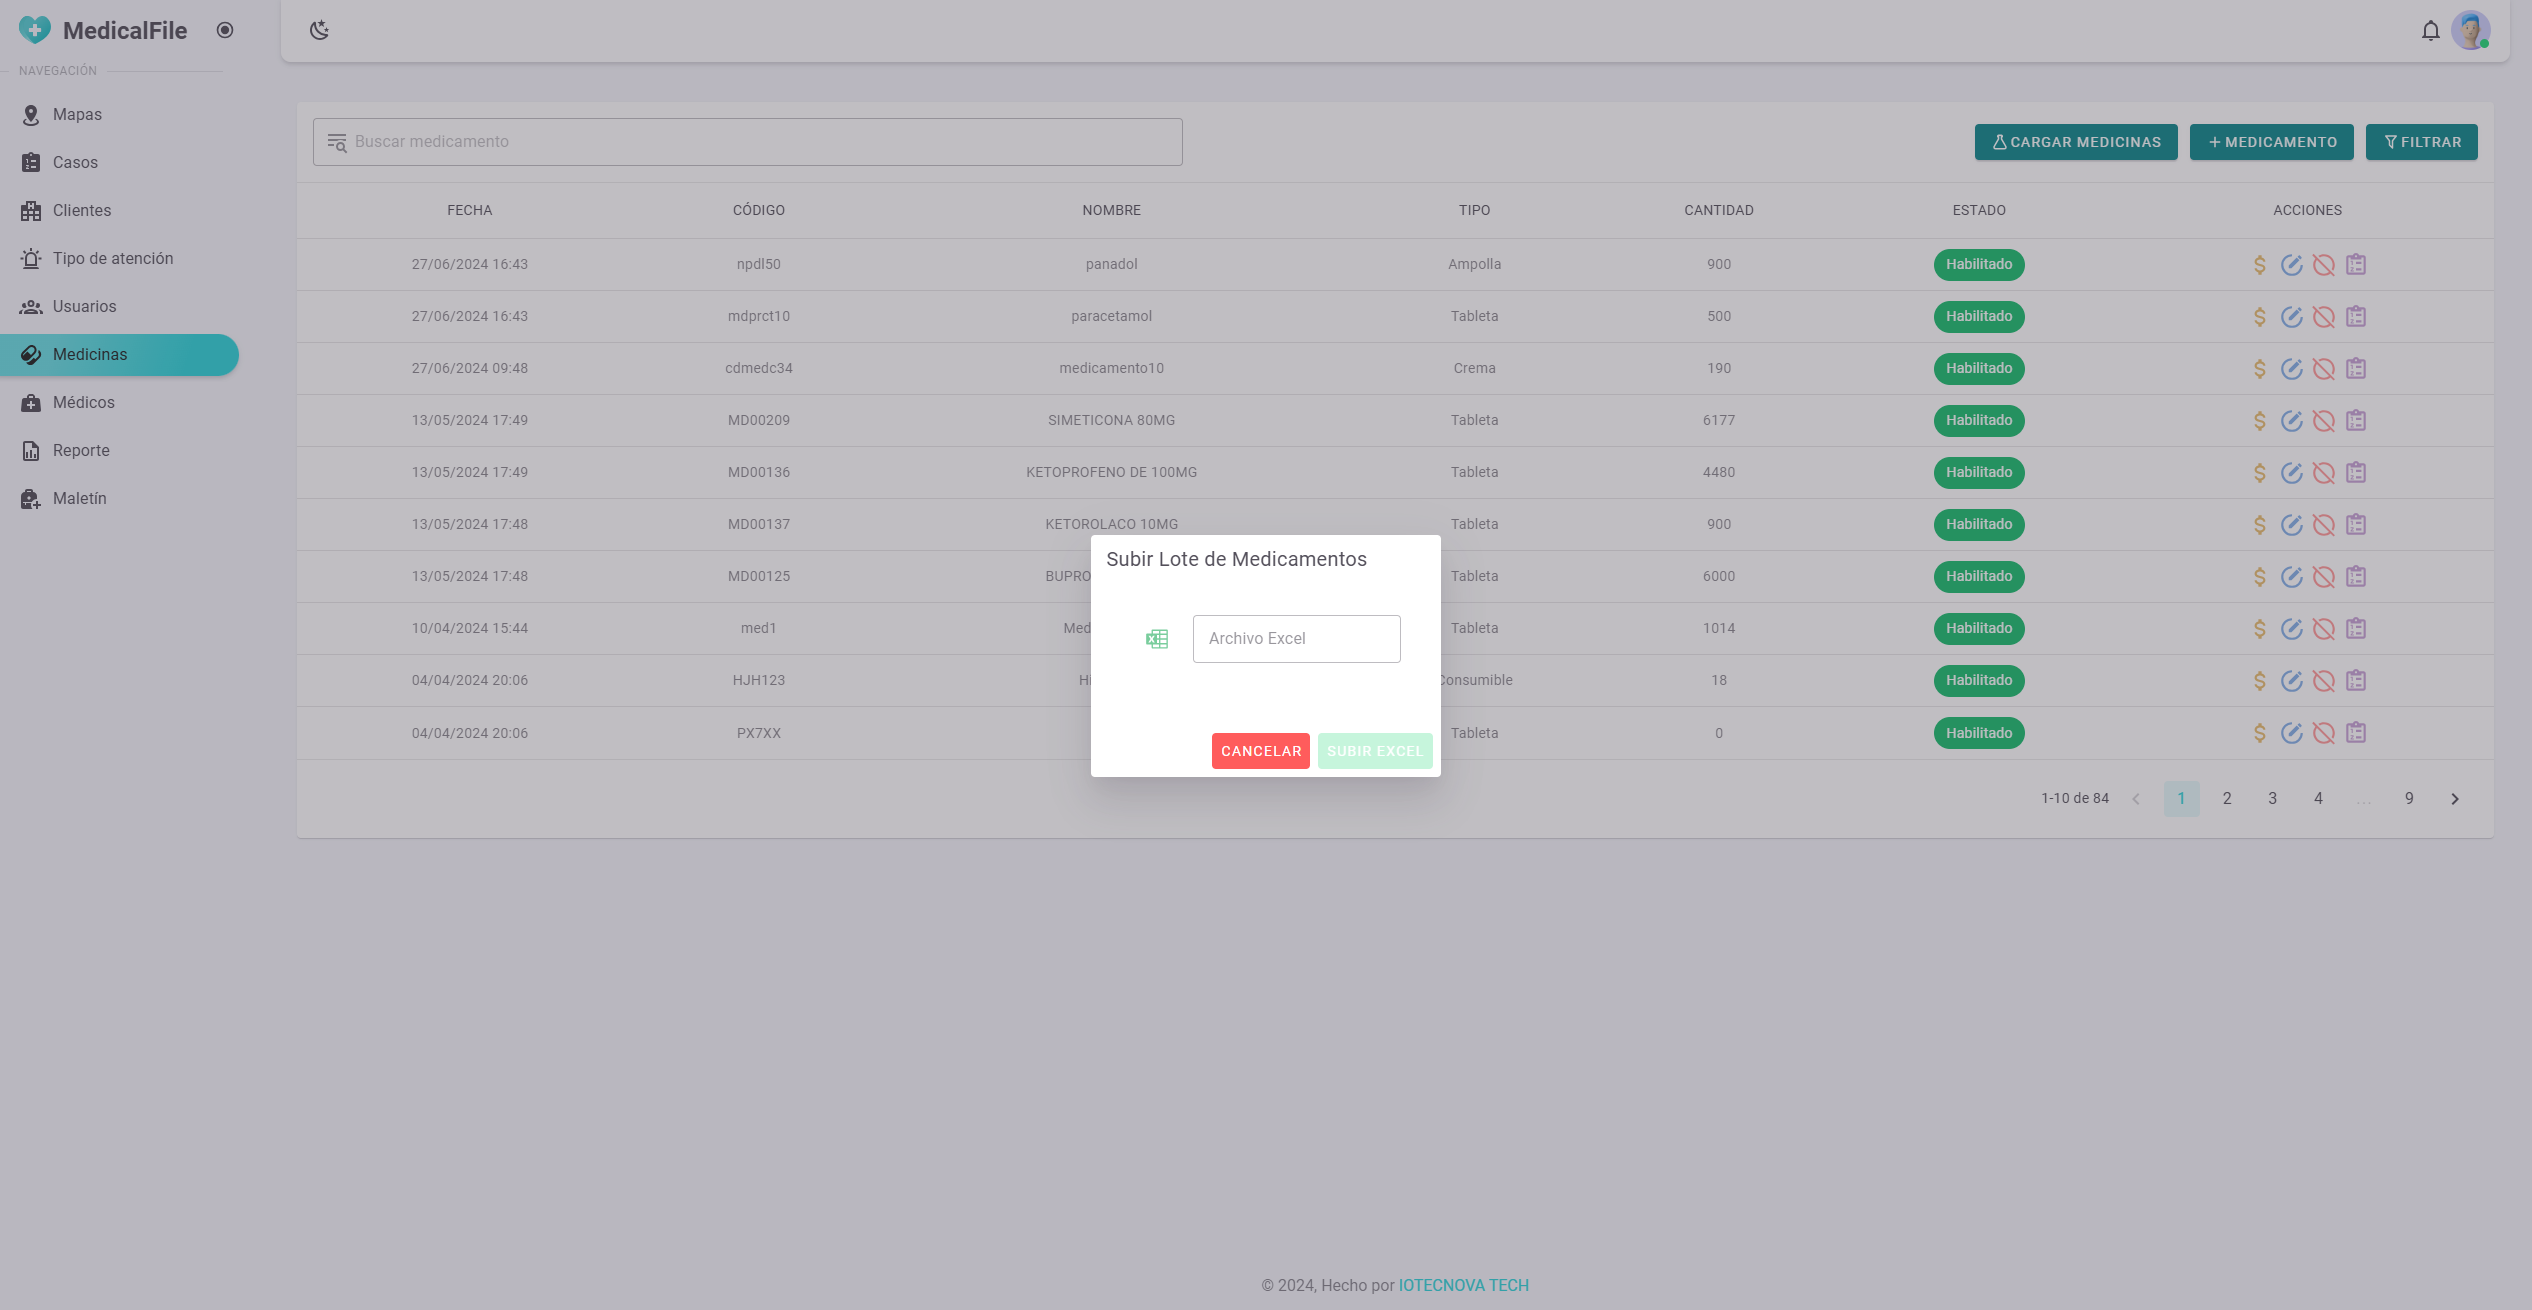 MedicalFile
NAVEGACIÓN
Mapas
Casos
Clientes
Tipo de atención
Usuarios
Medicinas
Médicos
Reporte
Maletín
Buscar medicamento
CARGAR MEDICINAS
+ MEDICAMENTO
FILTRAR
FECHA CÓDIGO NOMBRE TIPO CANTIDAD ESTADO ACCIONES
27/06/2024 16:43 npdl50 panadol Ampolla 900 Habilitado
27/06/2024 16:43 mdprct10 paracetamol Tableta 500 Habilitado
27/06/2024 09:48 cdmedc34 medicamento10 Crema 190 Habilitado
13/05/2024 17:49 MD00209 SIMETICONA 80MG Tableta 6177 Habilitado
13/05/2024 17:49 MD00136 KETOPROFENO DE 100MG Tableta 4480 Habilitado
13/05/2024 17:48 MD00137 KETOROLACO 10MG Tableta 900 Habilitado
13/05/2024 17:48 MD00125 BUPRO Tableta 6000 Habilitado
10/04/2024 15:44 med1 Med Tableta 1014 Habilitado
04/04/2024 20:06 HJH123 Consumible 18 Habilitado
04/04/2024 20:06 PX7XX Tableta 0 Habilitado
Subir Lote de Medicamentos
Archivo Excel
CANCELAR
SUBIR EXCEL
1-10 de 84
1 2 3 4 ... 9
© 2024, Hecho por IOTECNOVA TECH